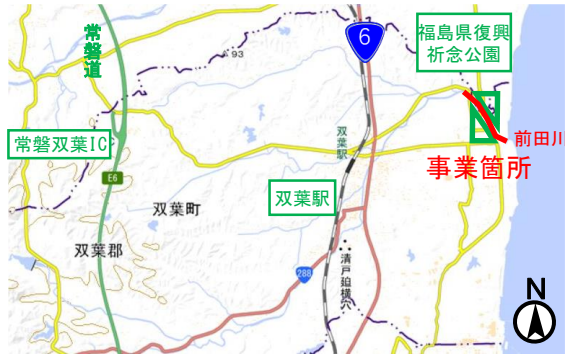 常磐道
93
6
福島県復興
祈念公園
前田川
事業箇所
常磐双葉IC
E6
双葉駅
双葉駅
双葉町
双葉郡
288
清戸廹横穴
N